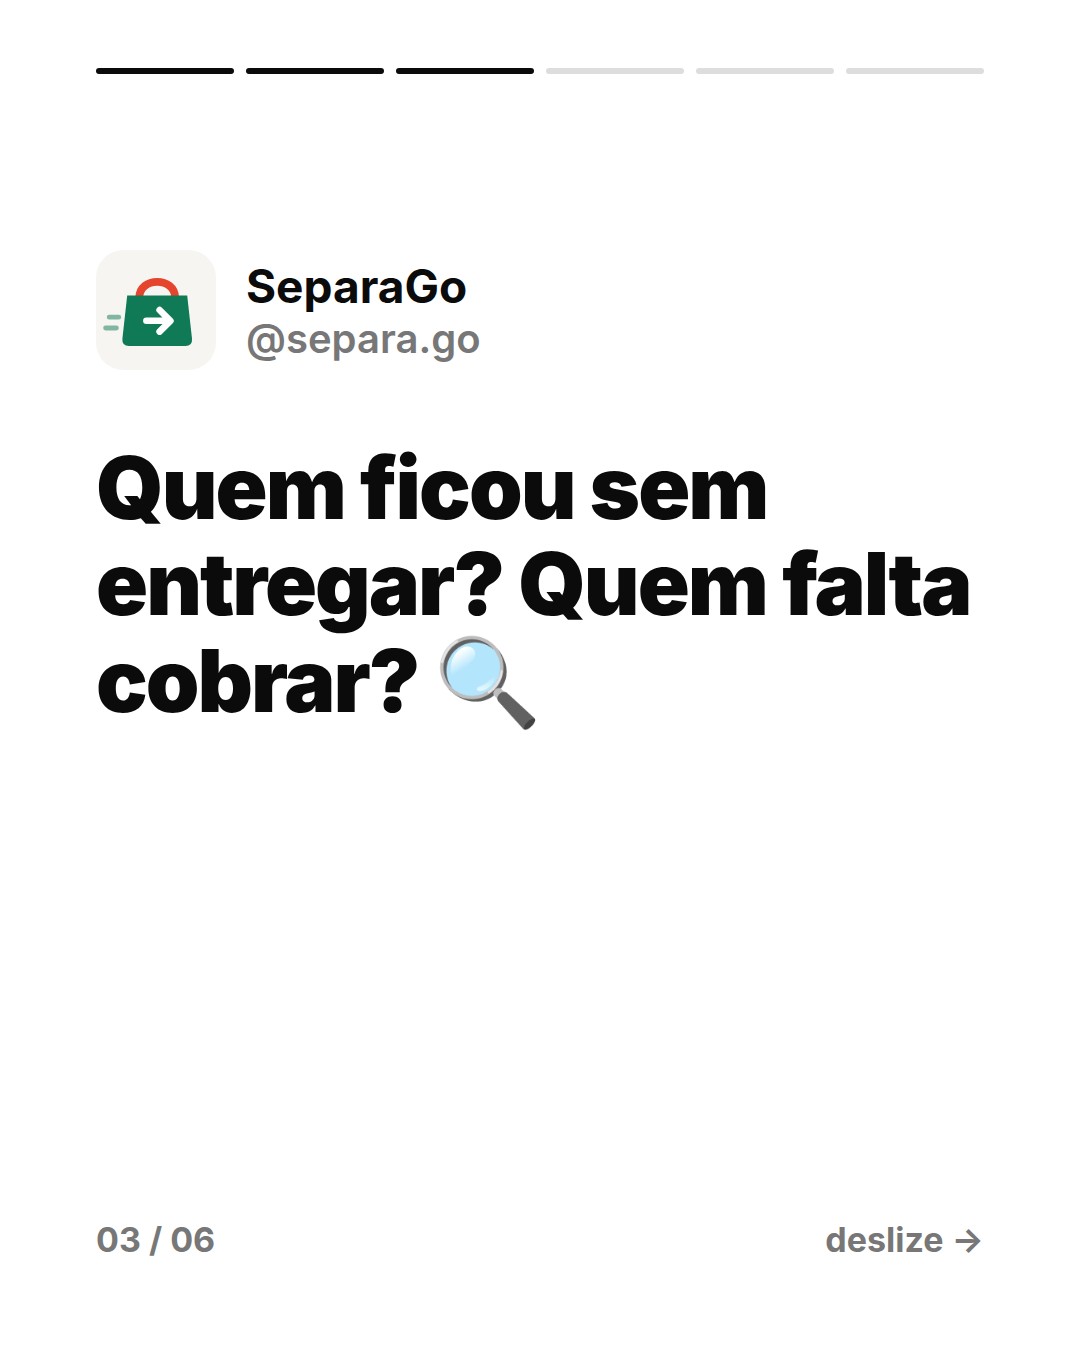 SeparaGo
@separa.go
Quem ficou sem
entregar? Quem falta
cobrar? 🔍
03 / 06
deslize →